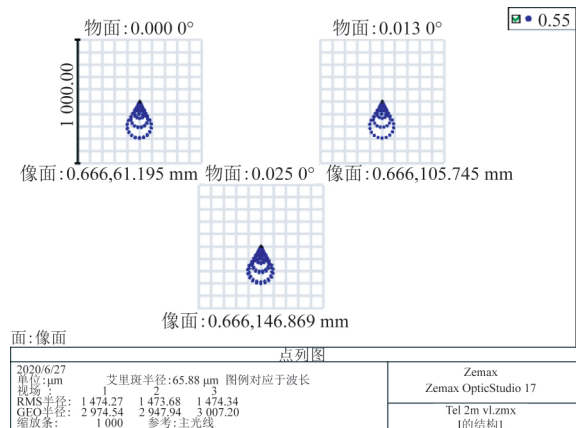 物面:0.000 0°
物面:0.013 0°
0.55
1 000.00
像面:0.666,61.195 mm
像面:0.666,105.745 mm
物面:0.025 0°
像面:0.666,146.869 mm
面:像面
点列图
2020/6/27
单位:μm 艾里斑半径:65.88 μm 图例对应于波长
视场 : 1 2 3
RMS半径: 1 474.27 1 473.68 1 474.34
GEO半径: 2 974.54 2 947.94 3 007.20
缩放条: 1 000 参考:主光线
Zemax
Zemax OpticStudio 17
Tel 2m vl.zmx
[的结构]